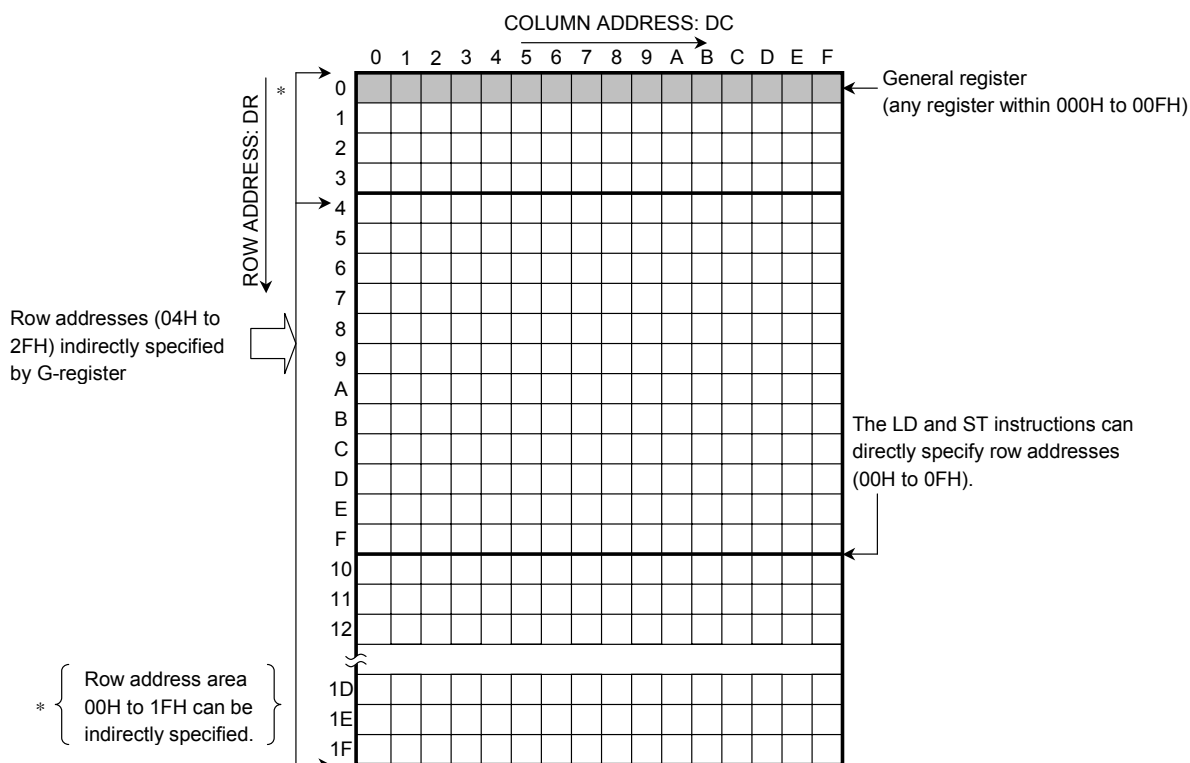 COLUMN ADDRESS: DC
0 1 2 3 4 5 6 7 8 9 A B C D E F
ROW ADDRESS: DR
*
0
1
2
3
4
5
6
7
8
9
A
B
C
D
E
F
10
11
12
1D
1E
1F
General register
(any register within 000H to 00FH)
Row addresses (04H to
2FH) indirectly specified
by G-register
The LD and ST instructions can
directly specify row addresses
(00H to 0FH).
* Row address area
00H to 1FH can be
indirectly specified.